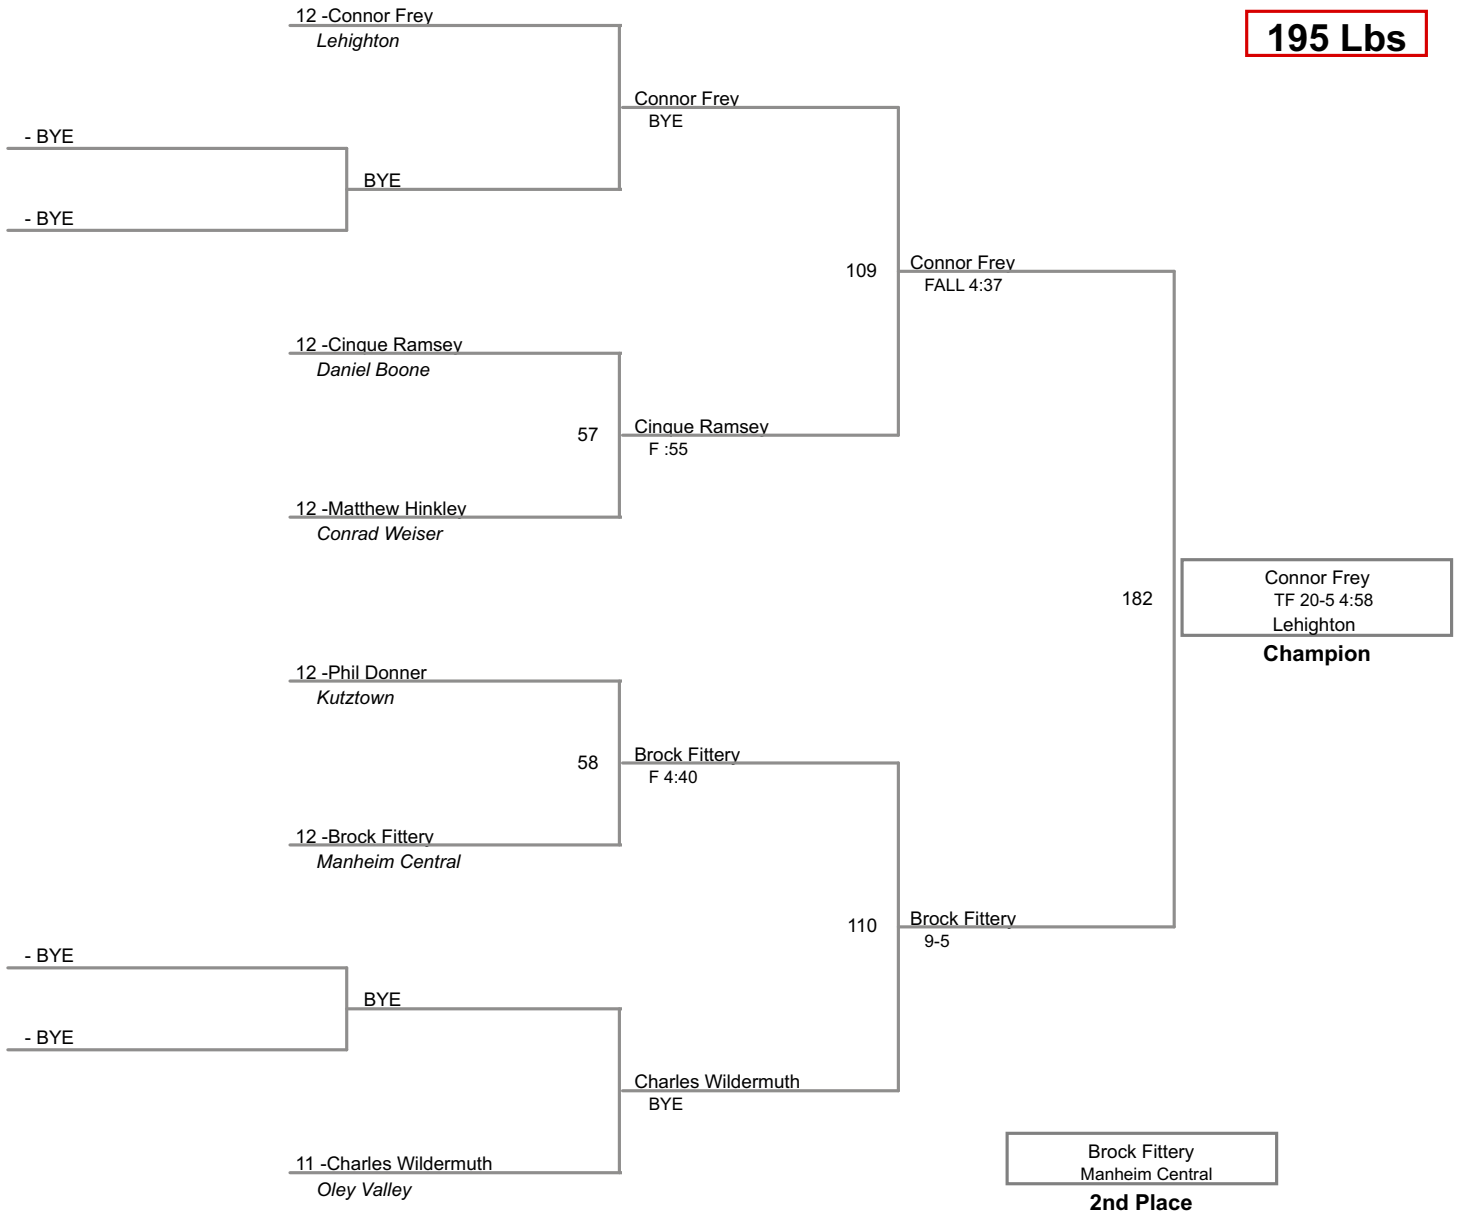 12 -Connor Frey
Lehighton
195 Lbs
Connor Frey
BYE
- BYE
BYE
- BYE
109
Connor Frey
FALL 4:37
12 -Cinque Ramsey
Daniel Boone
57
Cinque Ramsey
F :55
12 -Matthew Hinkley
Conrad Weiser
182
Connor Frey
TF 20-5 4:58
Lehighton
Champion
12 -Phil Donner
Kutztown
58
Brock Fittery
F 4:40
12 -Brock Fittery
Manheim Central
110
Brock Fittery
9-5
- BYE
BYE
- BYE
Charles Wildermuth
BYE
11 -Charles Wildermuth
Oley Valley
Brock Fittery
Manheim Central
2nd Place